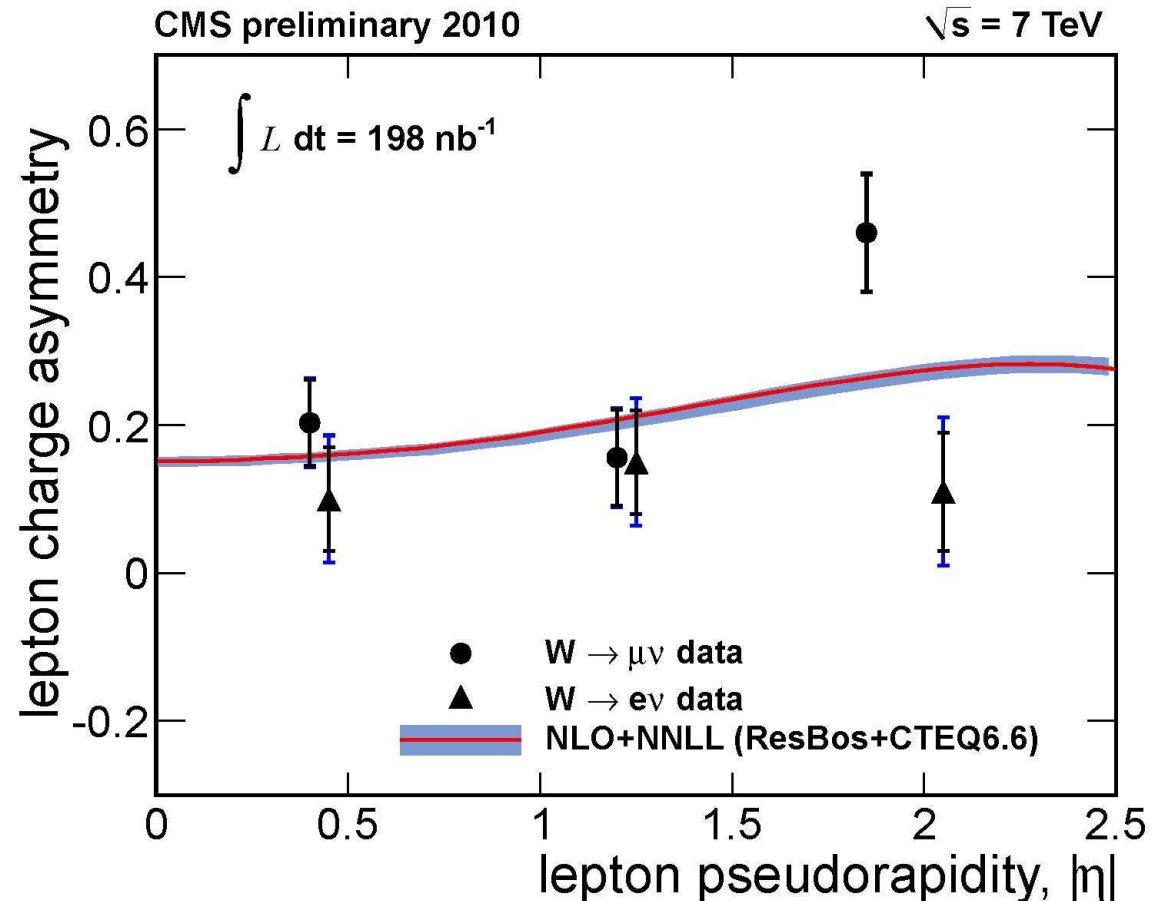 CMS preliminary 2010
√s = 7 TeV
∫ L dt = 198 nb⁻¹
lepton charge asymmetry
0.6
0.4
0.2
0
-0.2
W → μν data
W → eν data
NLO+NNLL (ResBos+CTEQ6.6)
0 0.5 1 1.5 2 2.5
lepton pseudorapidity, |η|